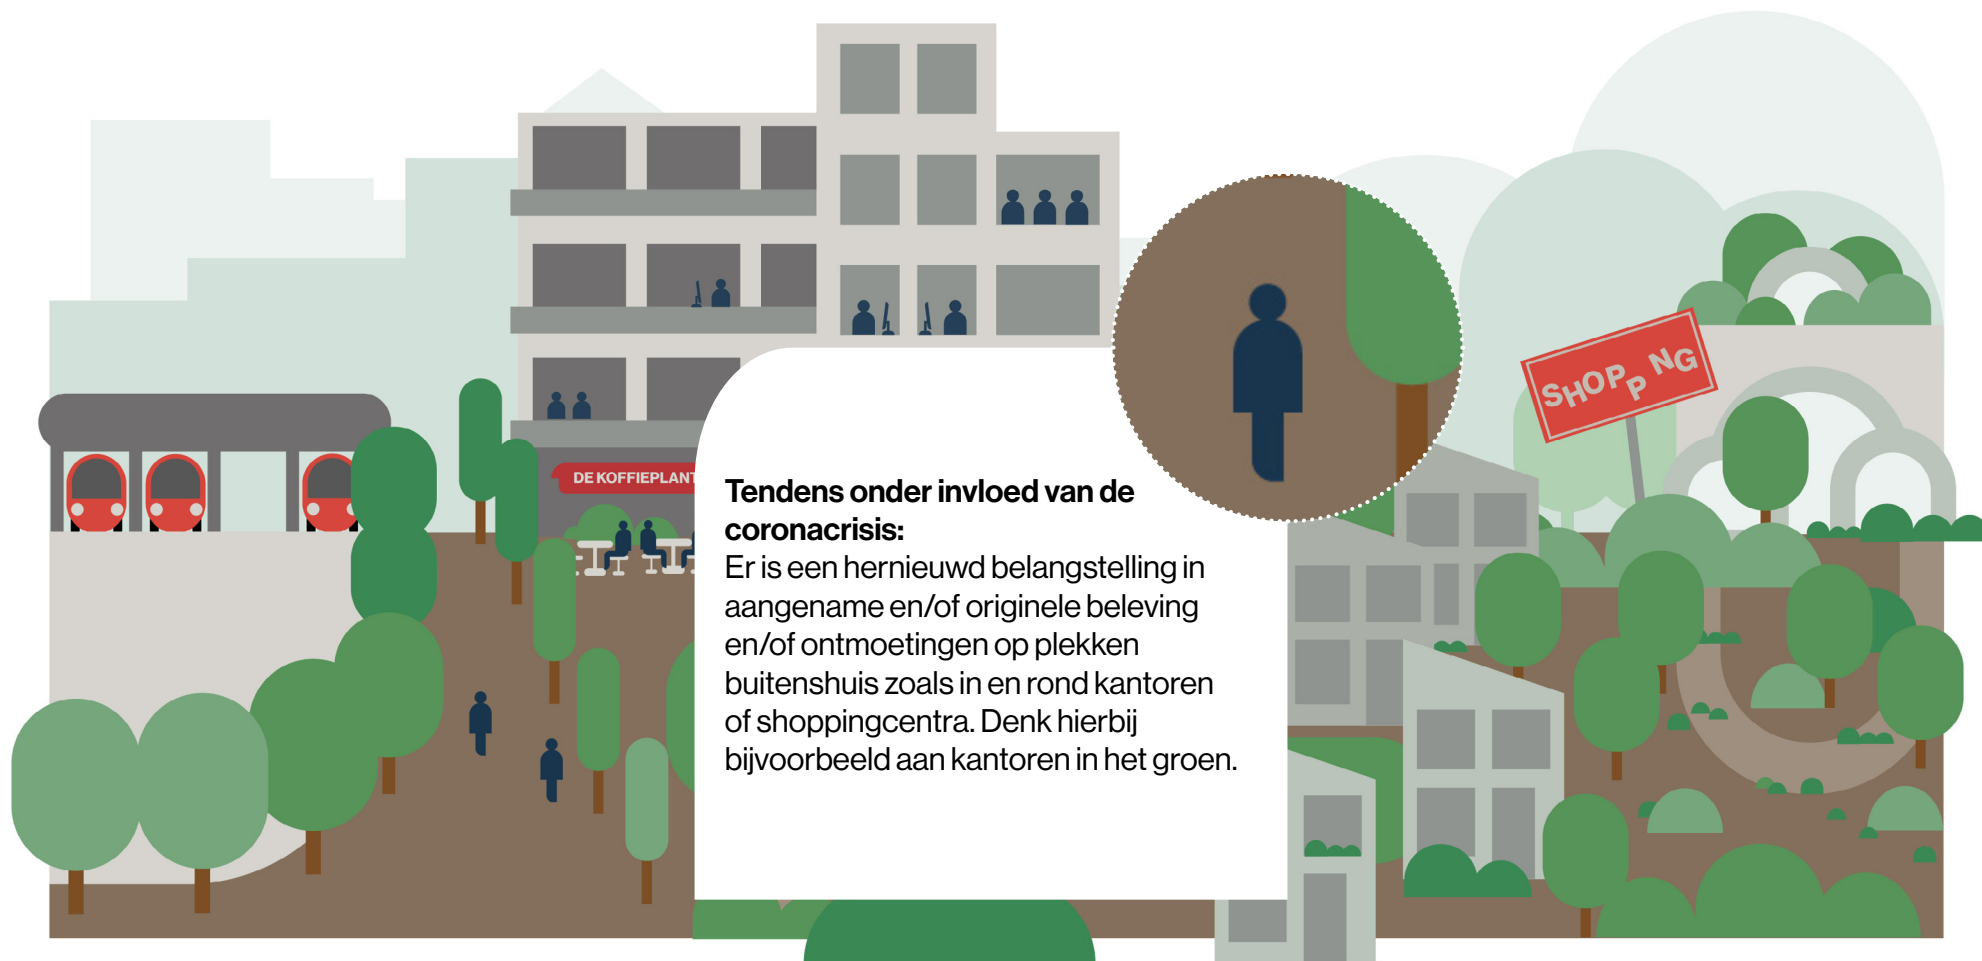 SHOPP NG
DE KOFFIEPLANT
Tendens onder invloed van de
coronacrisis:
Er is een hernieuwd belangstelling in
aangename en/of originele beleving
en/of ontmoetingen op plekken
buitenshuis zoals in en rond kantoren
of shoppingcentra. Denk hierbij
bijvoorbeeld aan kantoren in het groen.